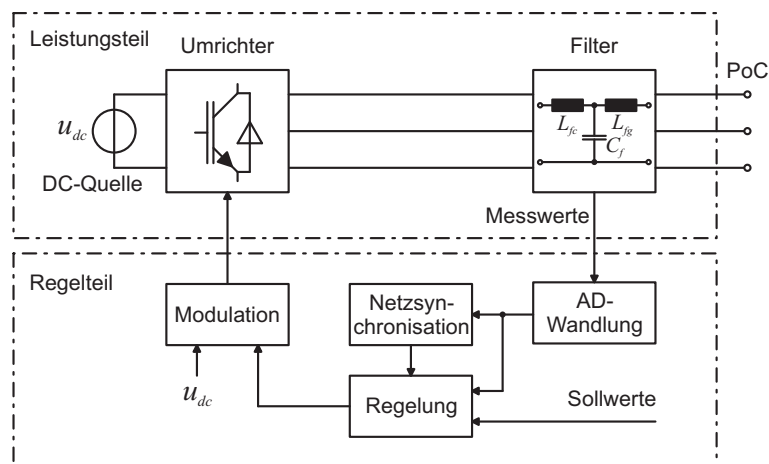 Leistungsteil
Umrichter
Filter
PoC
u_dc
DC-Quelle
L_fc
L_fg
C_f
Messwerte
Regelteil
Modulation
Netzsyn-
chronisation
AD-
Wandlung
u_dc
Regelung
Sollwerte